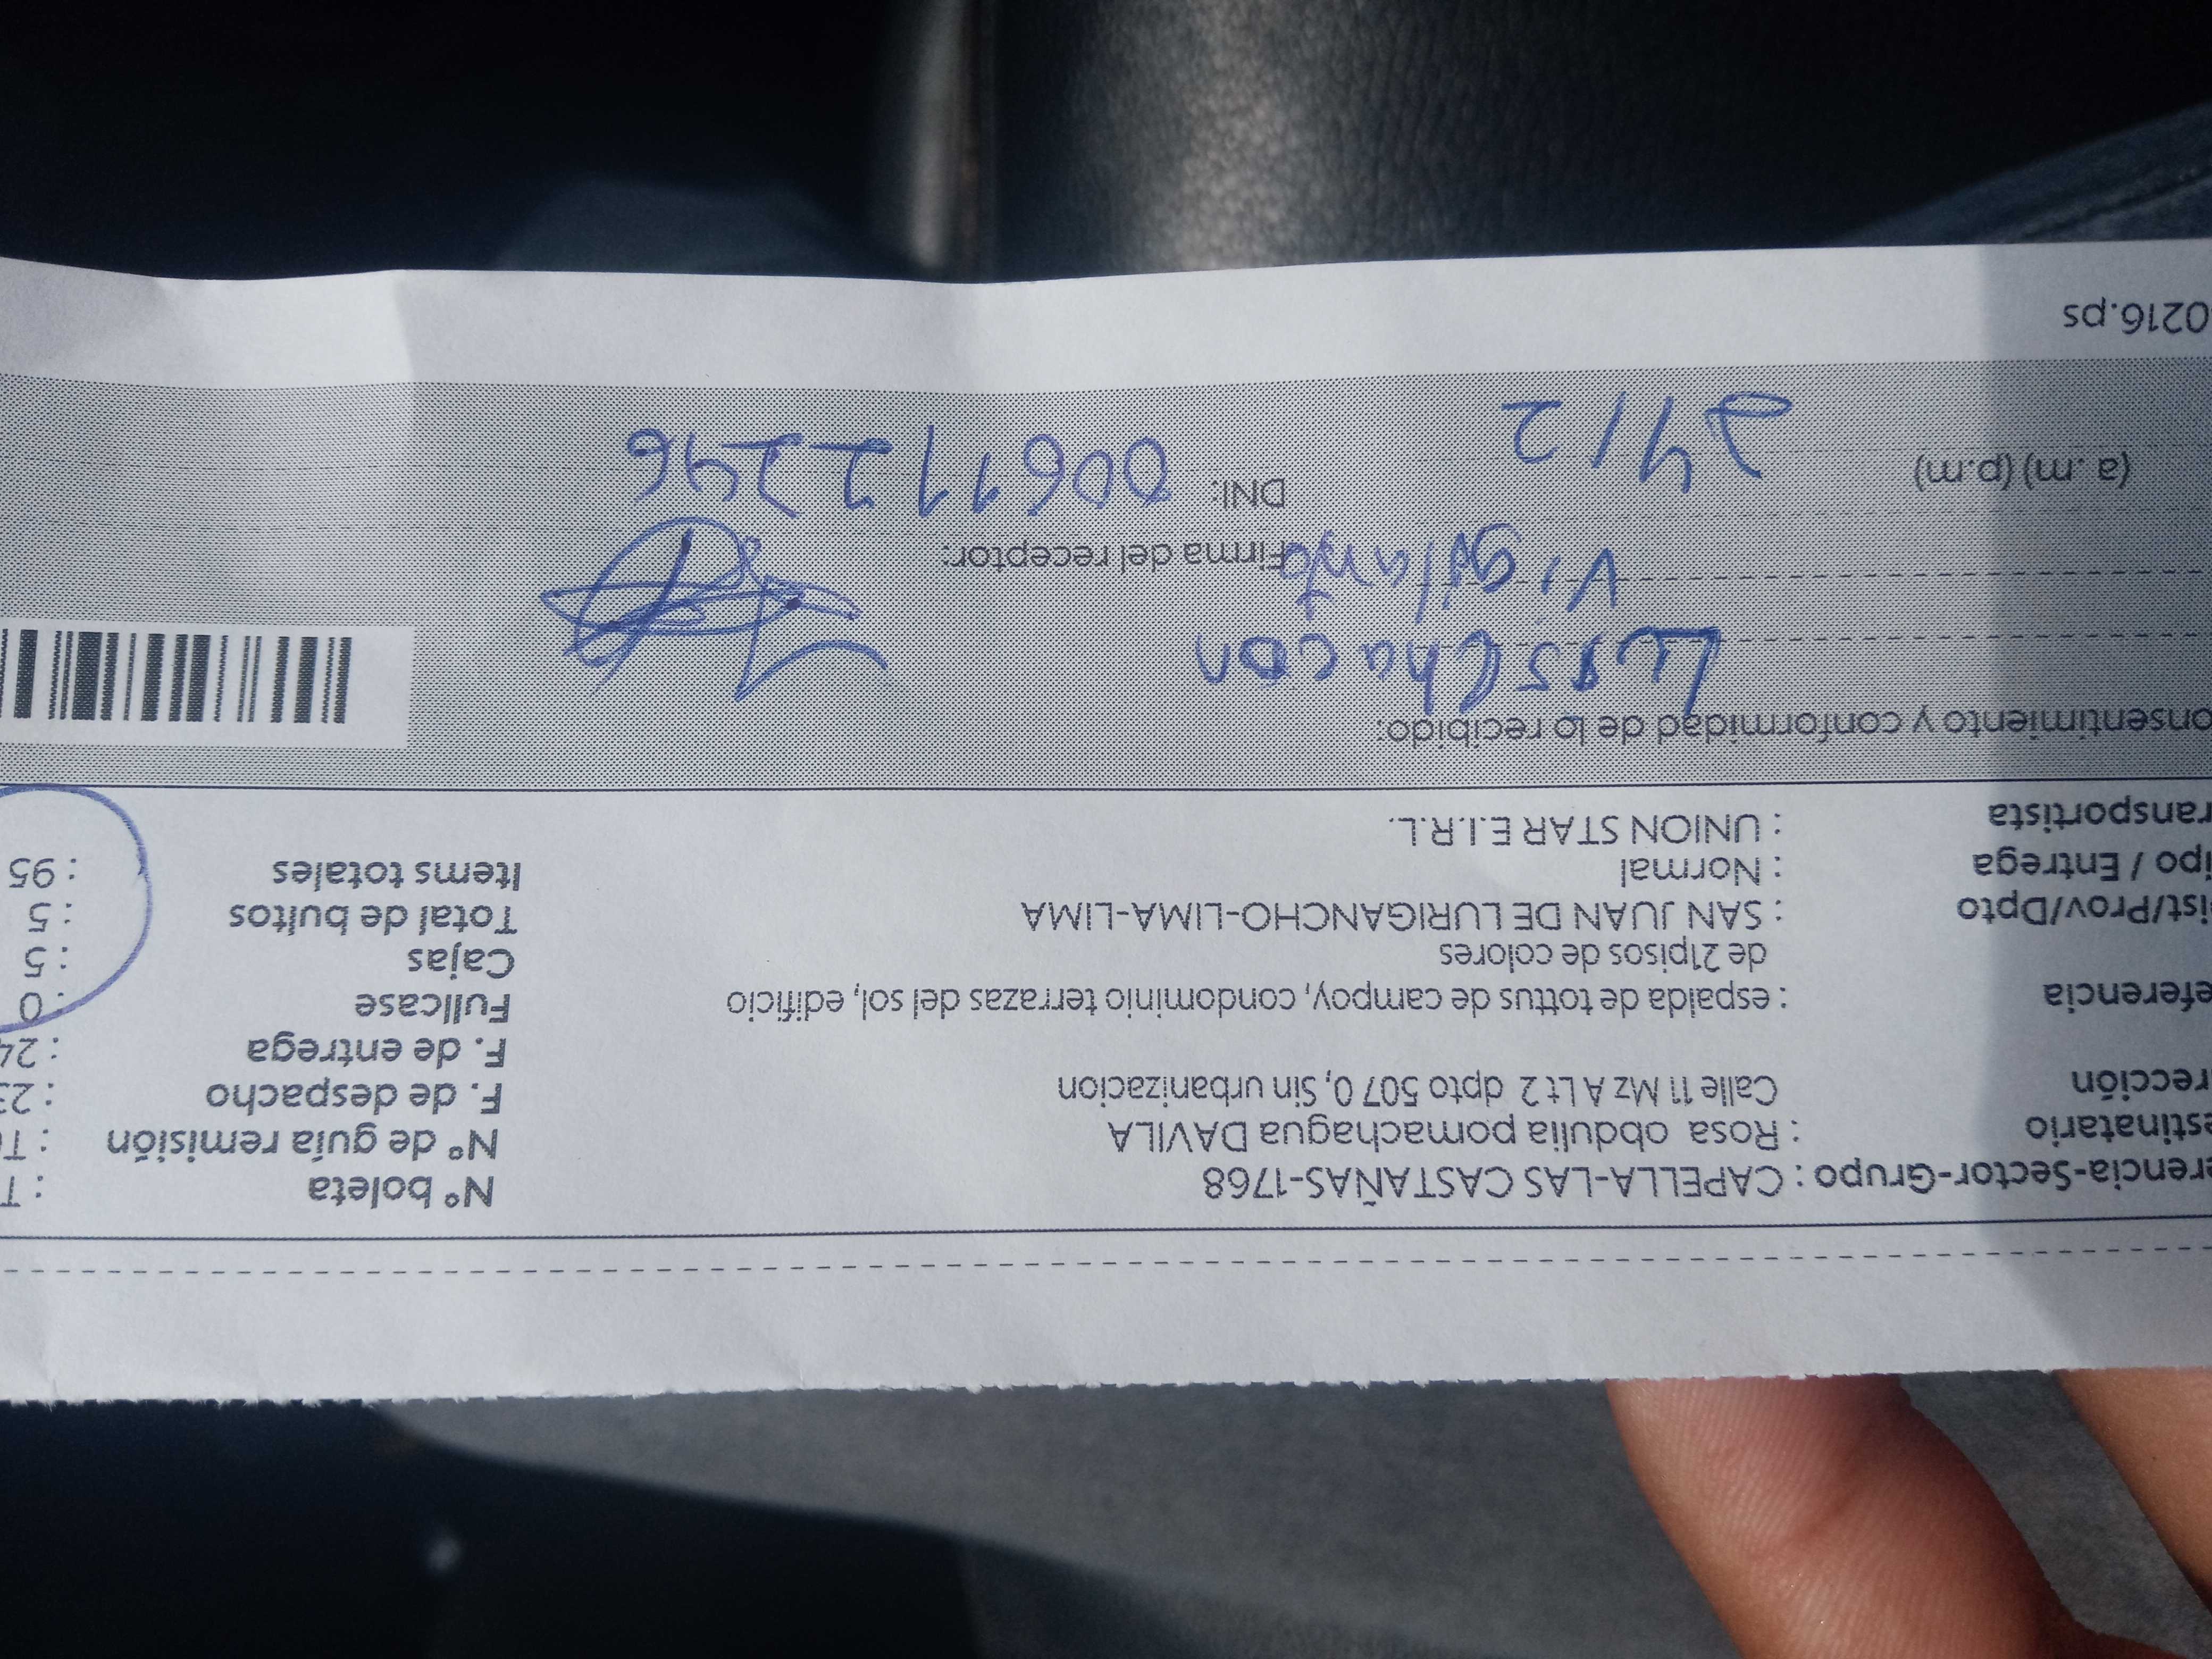 erencia-Sector-Grupo : CAPELLA-LAS CASTAÑAS-1768 Nº boleta : T
estinatario : Rosa obdulia pomachagua DAVILA Nº de guía remisión : T
rección Calle 11 Mz A Lt 2 dpto 507 0, Sin urbanizacion F. de despacho : 23
F. de entrega : 24
eferencia : espalda de tottus de campoy, condominio terrazas del sol, edificio Fullcase : 0
de 21pisos de colores Cajas : 5
ist/Prov/Dpto : SAN JUAN DE LURIGANCHO-LIMA-LIMA Total de bultos : 5
ipo / Entrega : Normal Items totales : 95
ransportista : UNION STAR E.I.R.L.
onsentimiento y conformidad de lo recibido:
Luis Chacon
Vigilante Firma del receptor:
(a .m) (p.m) 24/2 DNI: 006172246
0216.ps